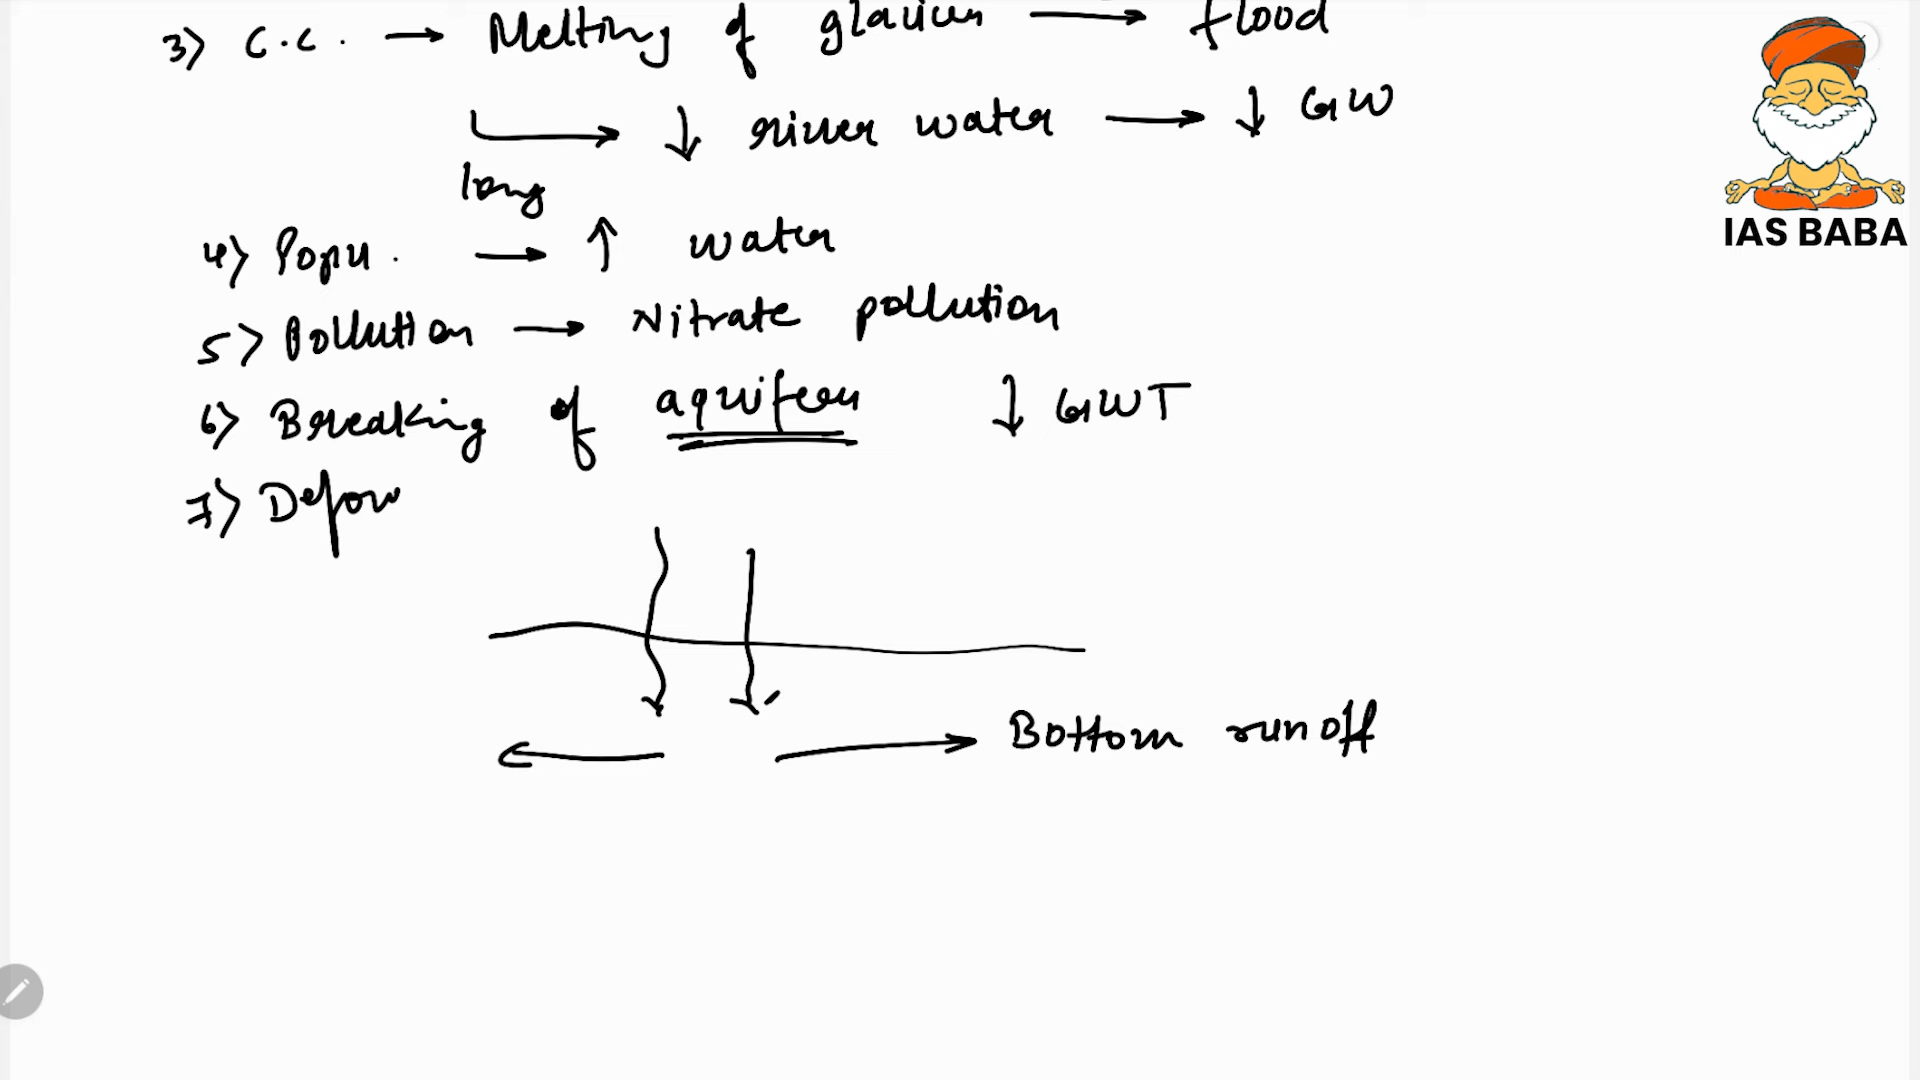 3) C.C. → Melting of glaciers → flood
↓ river water → ↓ GW
long
4) Popu. → ↑ water
5) Pollution → Nitrate pollution
6) Breaking of aquifers ↓ GWT
7) Defor
Bottom runoff
IAS BABA